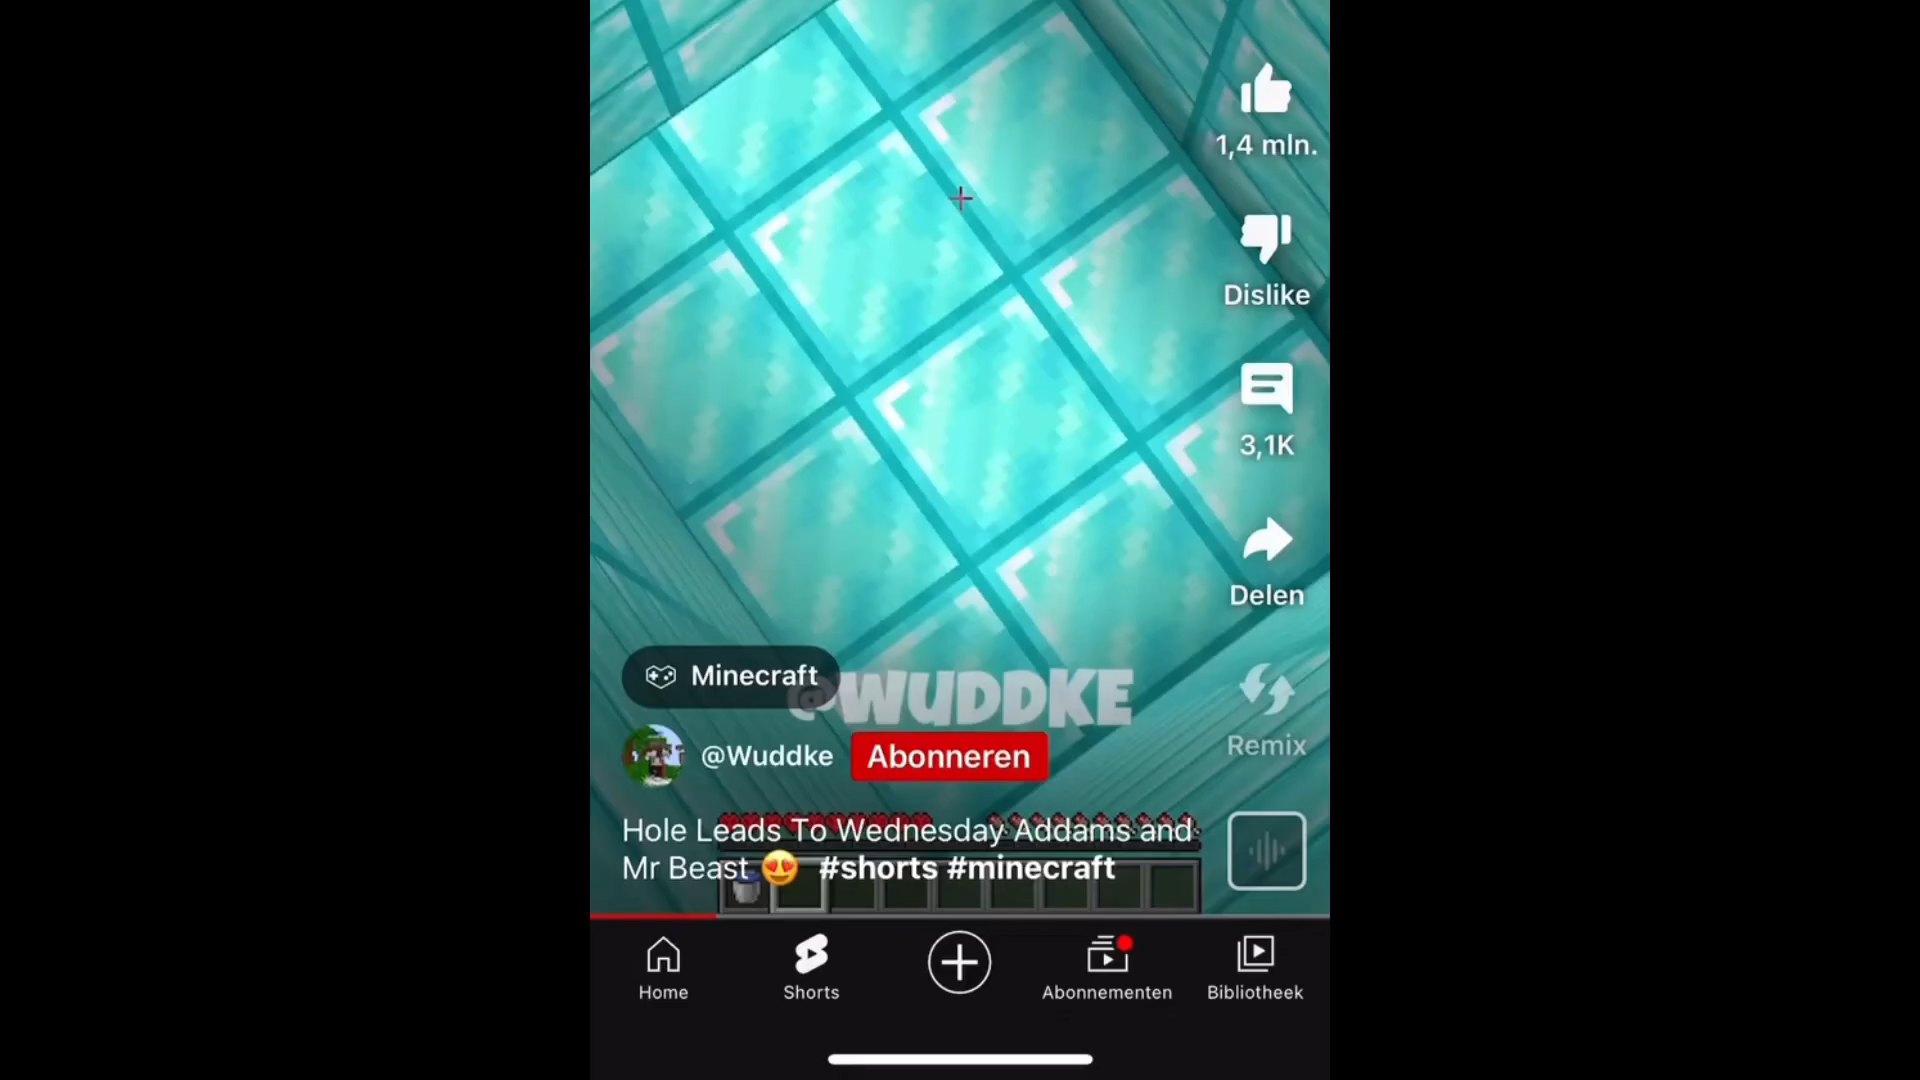 1,4 mln.
Dislike
3,1K
Delen
Minecraft
@WUDDKE
Remix
@Wuddke
Abonneren
Hole Leads To Wednesday Addams and
Mr Beast 😍 #shorts #minecraft
Home
Shorts
Abonnementen
Bibliotheek